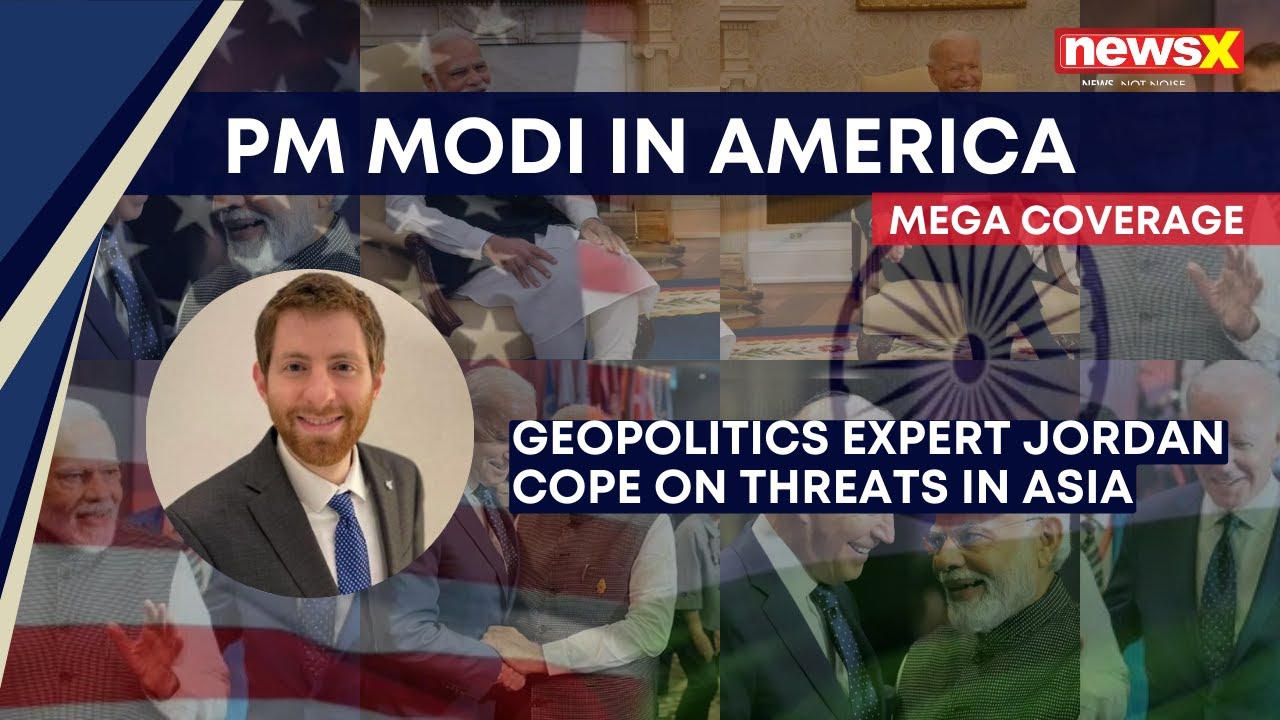 newsX
NEWS, NOT NOISE
PM MODI IN AMERICA
MEGA COVERAGE
GEOPOLITICS EXPERT JORDAN
COPE ON THREATS IN ASIA